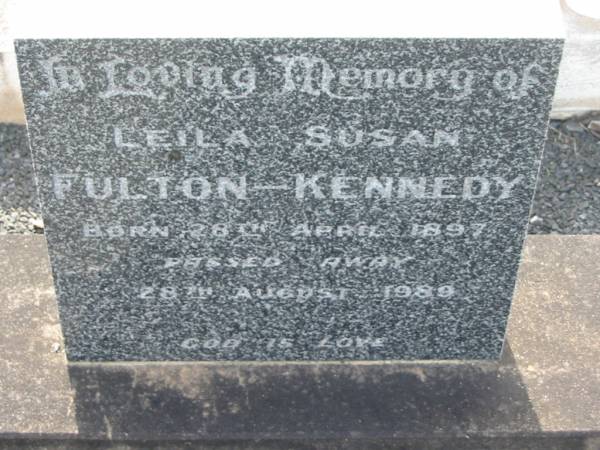 In Loving Memory of
LEILA SUSAN
FULTON-KENNEDY
BORN 28TH APRIL 1897
PASSED AWAY
28TH AUGUST 1989
GOD IS LOVE